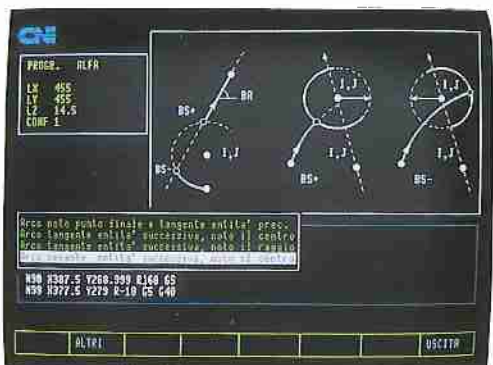 CNI
PROGR. ALFA
LX 455
LY 455
LZ 14.5
CONF 1
BS+
BA
I,J
BS-
I,J
I,J
BS+
I,J
I,J
BS-
Arco noto punto finale e tangente entita' prec.
Arco tangente entita' successiva, noto il centro
Arco tangente entita' successiva, noto il raggio
Arco secante entita' successiva, noto il centro
N90 X387.5 Y268.999 R160 G5
N99 X377.5 Y279 R-10 G5 G40
ALTRI
USCITA